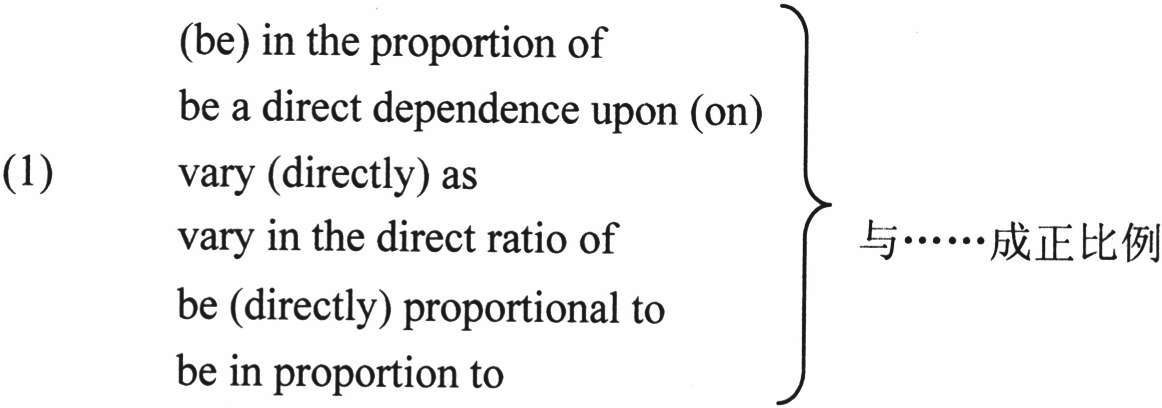 (be) in the proportion of
be a direct dependence upon (on)
(1) vary (directly) as
vary in the direct ratio of
与……成正比例
be (directly) proportional to
be in proportion to